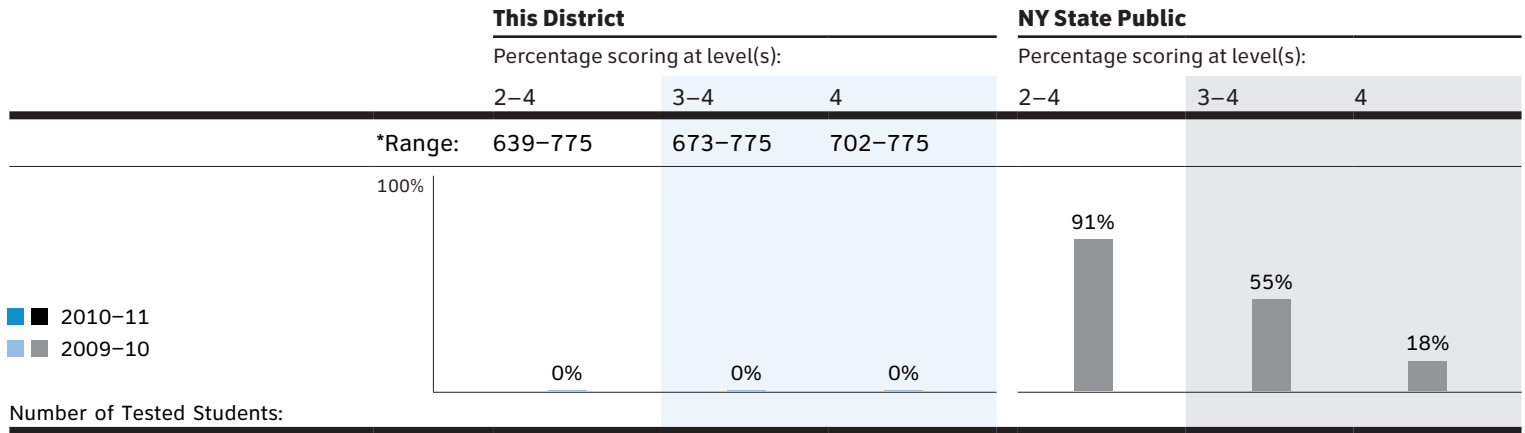 This District NY State Public
Percentage scoring at level(s): Percentage scoring at level(s):
2–4 3–4 4 2–4 3–4 4
*Range: 639–775 673–775 702–775
100%
91%
55%
2010–11
18%
2009–10
0% 0% 0%
Number of Tested Students: